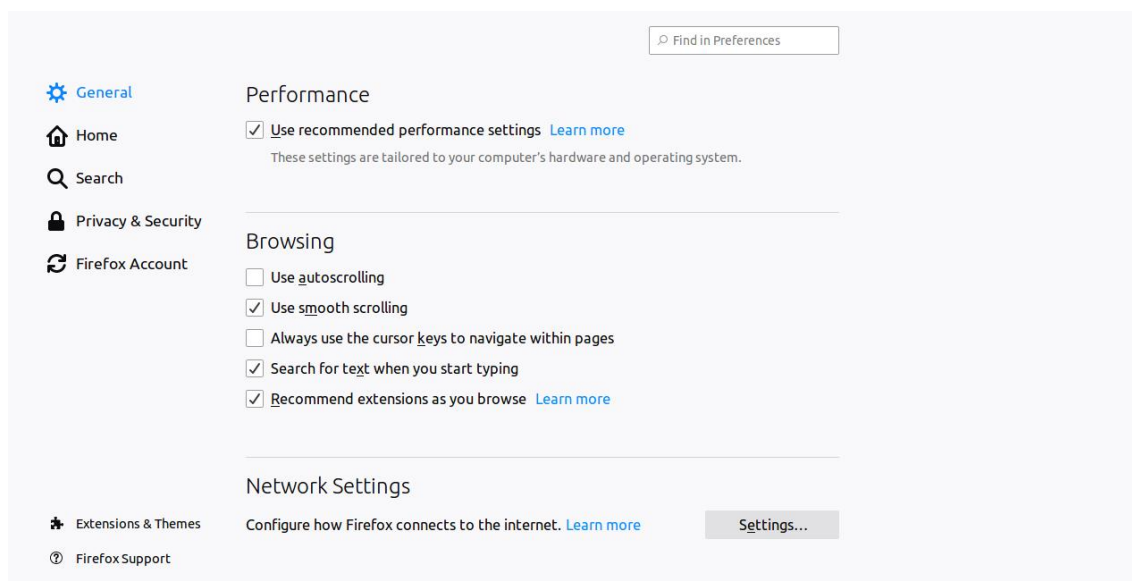 Find in Preferences
General
Home
Search
Privacy & Security
Firefox Account
Extensions & Themes
Firefox Support
Performance
Use recommended performance settings Learn more
These settings are tailored to your computer's hardware and operating system.
Browsing
Use autoscrolling
Use smooth scrolling
Always use the cursor keys to navigate within pages
Search for text when you start typing
Recommend extensions as you browse Learn more
Network Settings
Configure how Firefox connects to the internet. Learn more
Settings...